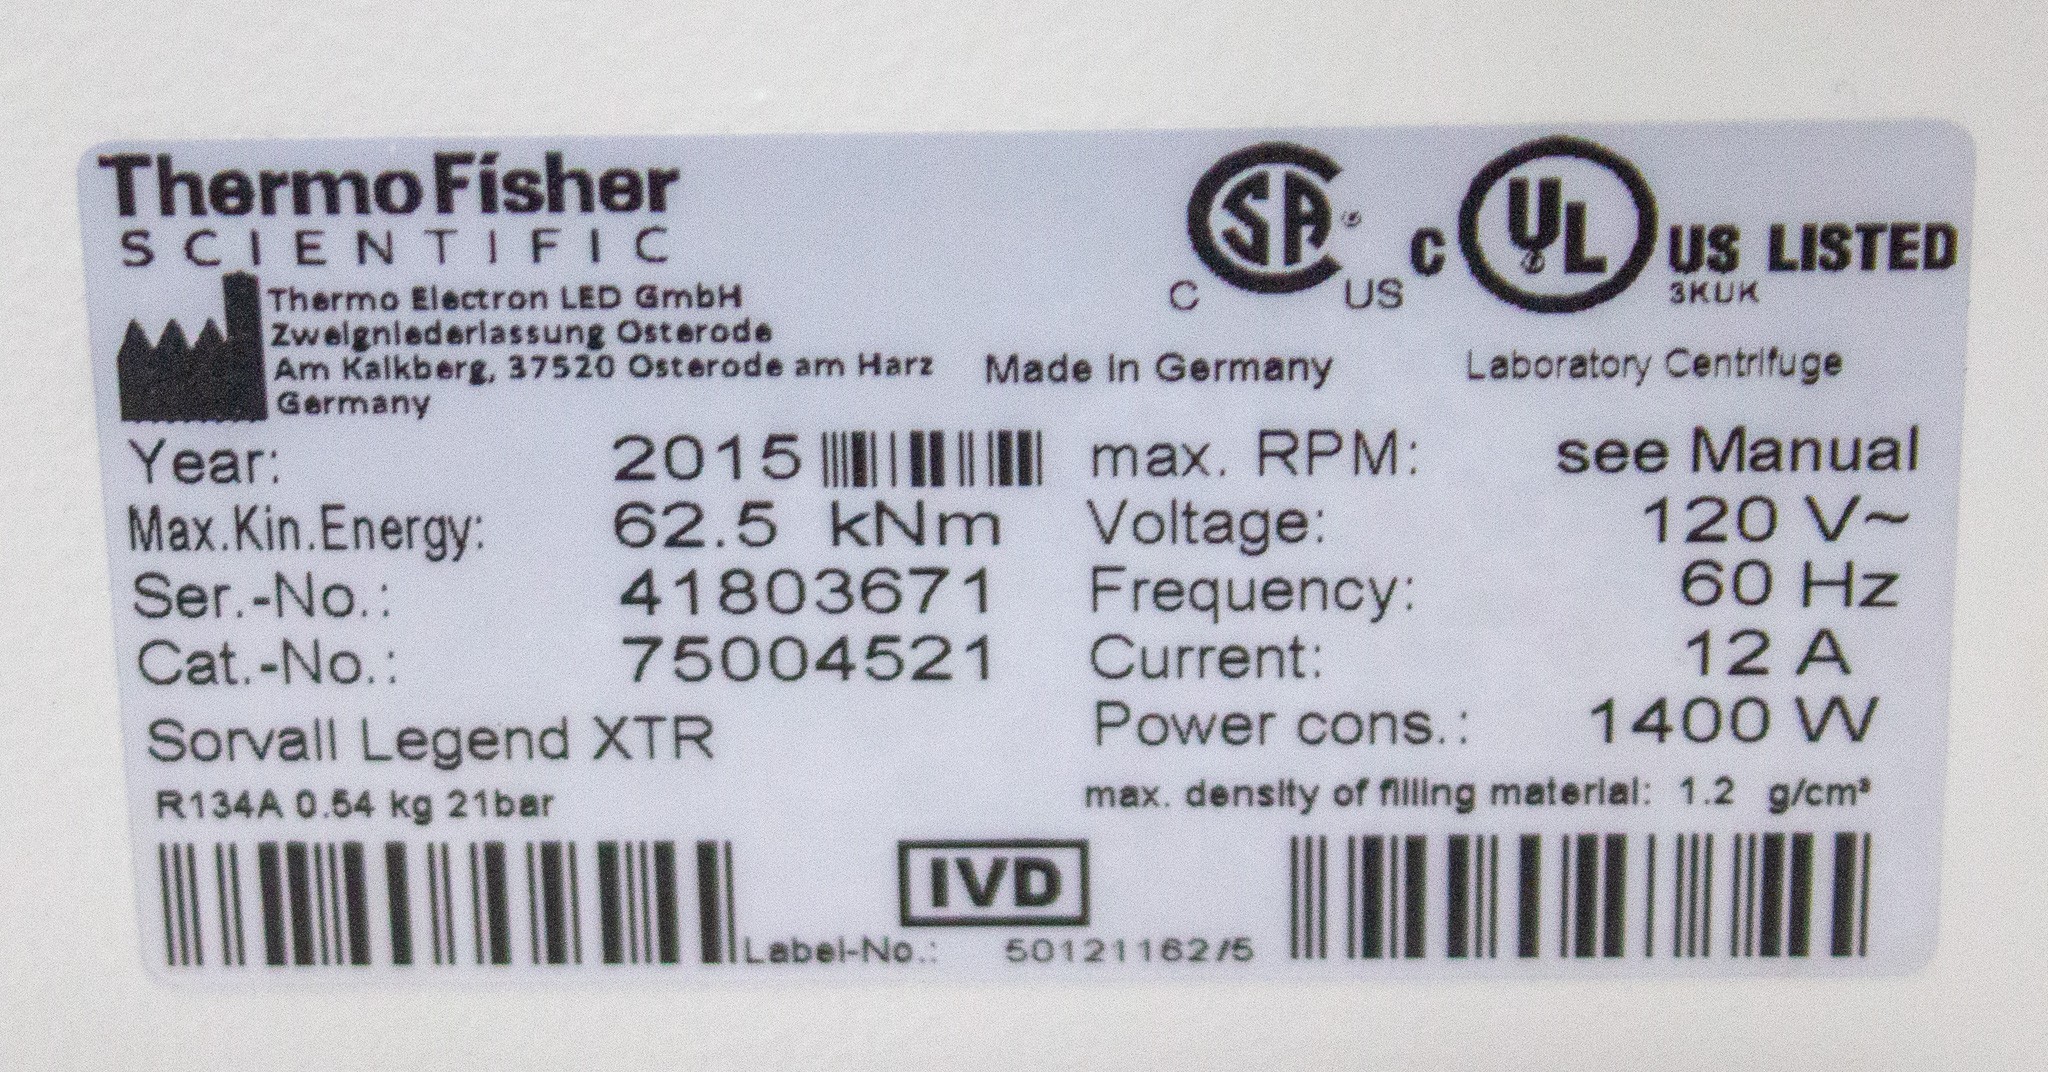 Thermo Fisher
SCIENTIFIC
Thermo Electron LED GmbH
Zweigniederlassung Osterode
Am Kalkberg, 37520 Osterode am Harz
Germany
Made in Germany
CSA
C US
C UL US LISTED
3KUK
Laboratory Centrifuge
Year: 2015
Max.Kin.Energy: 62.5 kNm
Ser.-No.: 41803671
Cat.-No.: 75004521
Sorvall Legend XTR
R134A 0.54 kg 21bar
max. RPM: see Manual
Voltage: 120 V~
Frequency: 60 Hz
Current: 12 A
Power cons.: 1400 W
max. density of filling material: 1.2 g/cm³
IVD
Label-No.: 50121162/5